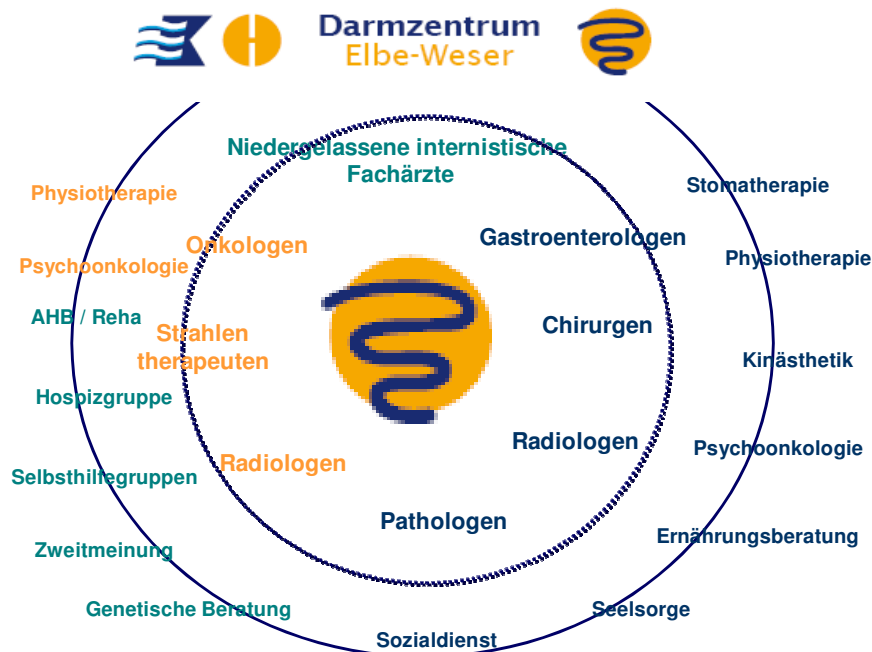 Darmzentrum
Elbe-Weser
Niedergelassene internistische
Fachärzte
Physiotherapie
Stomatherapie
Onkologen
Gastroenterologen
Psychoonkologie
Physiotherapie
AHB / Reha
Strahlen
therapeuten
Chirurgen
Kinästhetik
Hospizgruppe
Radiologen
Psychoonkologie
Radiologen
Selbsthilfegruppen
Pathologen
Ernährungsberatung
Zweitmeinung
Genetische Beratung
Seelsorge
Sozialdienst